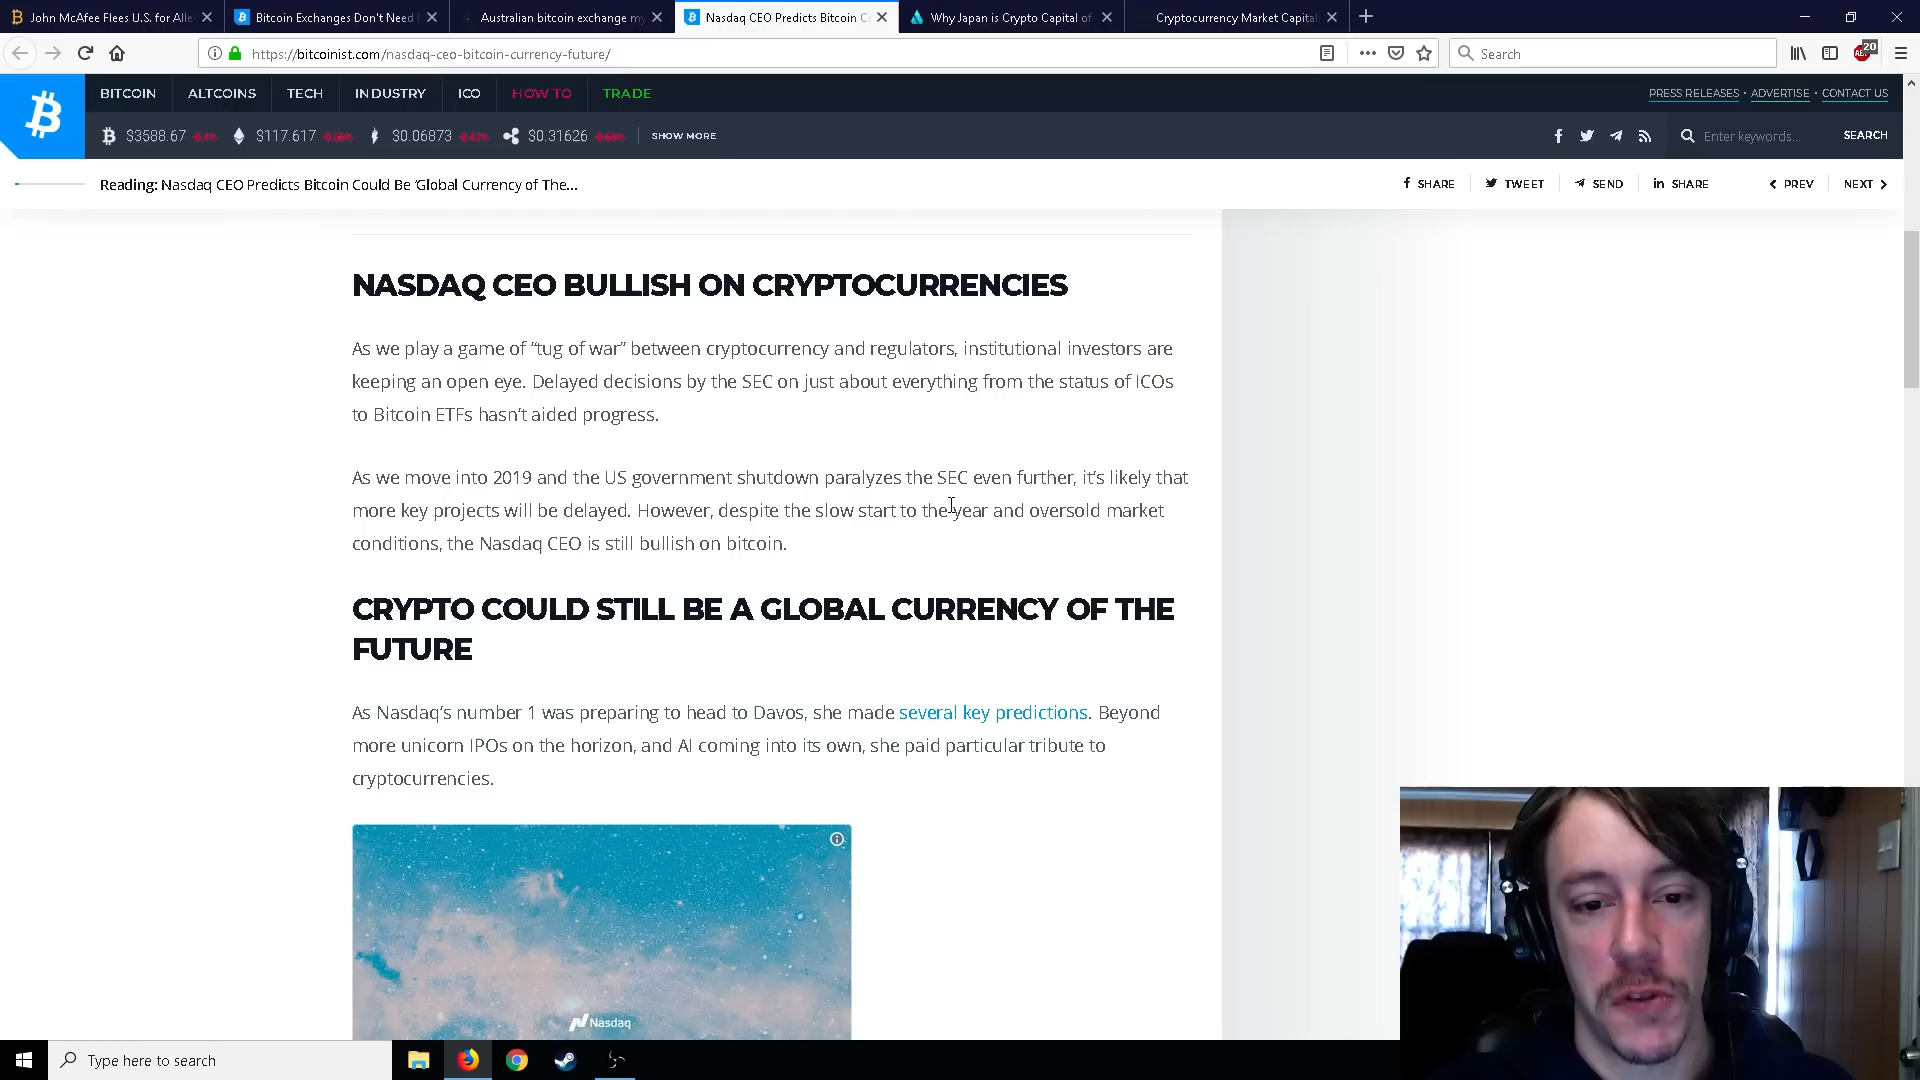 John McAfee Flees U.S. for Alle
Bitcoin Exchanges Don't Need
Australian bitcoin exchange my
Nasdaq CEO Predicts Bitcoin C
Why Japan is Crypto Capital of
Cryptocurrency Market Capital
https://bitcoinist.com/nasdaq-ceo-bitcoin-currency-future/
Search
20
BITCOIN ALTCOINS TECH INDUSTRY ICO HOW TO TRADE
PRESS RELEASES • ADVERTISE • CONTACT US
$3588.67 -0.4% $117.617 -0.56% $0.06873 -0.43% $0.31626 -0.66% SHOW MORE
Enter keywords... SEARCH
Reading: Nasdaq CEO Predicts Bitcoin Could Be 'Global Currency of The...
SHARE TWEET SEND SHARE PREV NEXT
NASDAQ CEO BULLISH ON CRYPTOCURRENCIES
As we play a game of “tug of war” between cryptocurrency and regulators, institutional investors are
keeping an open eye. Delayed decisions by the SEC on just about everything from the status of ICOs
to Bitcoin ETFs hasn’t aided progress.
As we move into 2019 and the US government shutdown paralyzes the SEC even further, it’s likely that
more key projects will be delayed. However, despite the slow start to the year and oversold market
conditions, the Nasdaq CEO is still bullish on bitcoin.
CRYPTO COULD STILL BE A GLOBAL CURRENCY OF THE
FUTURE
As Nasdaq’s number 1 was preparing to head to Davos, she made several key predictions. Beyond
more unicorn IPOs on the horizon, and AI coming into its own, she paid particular tribute to
cryptocurrencies.
Nasdaq
Type here to search